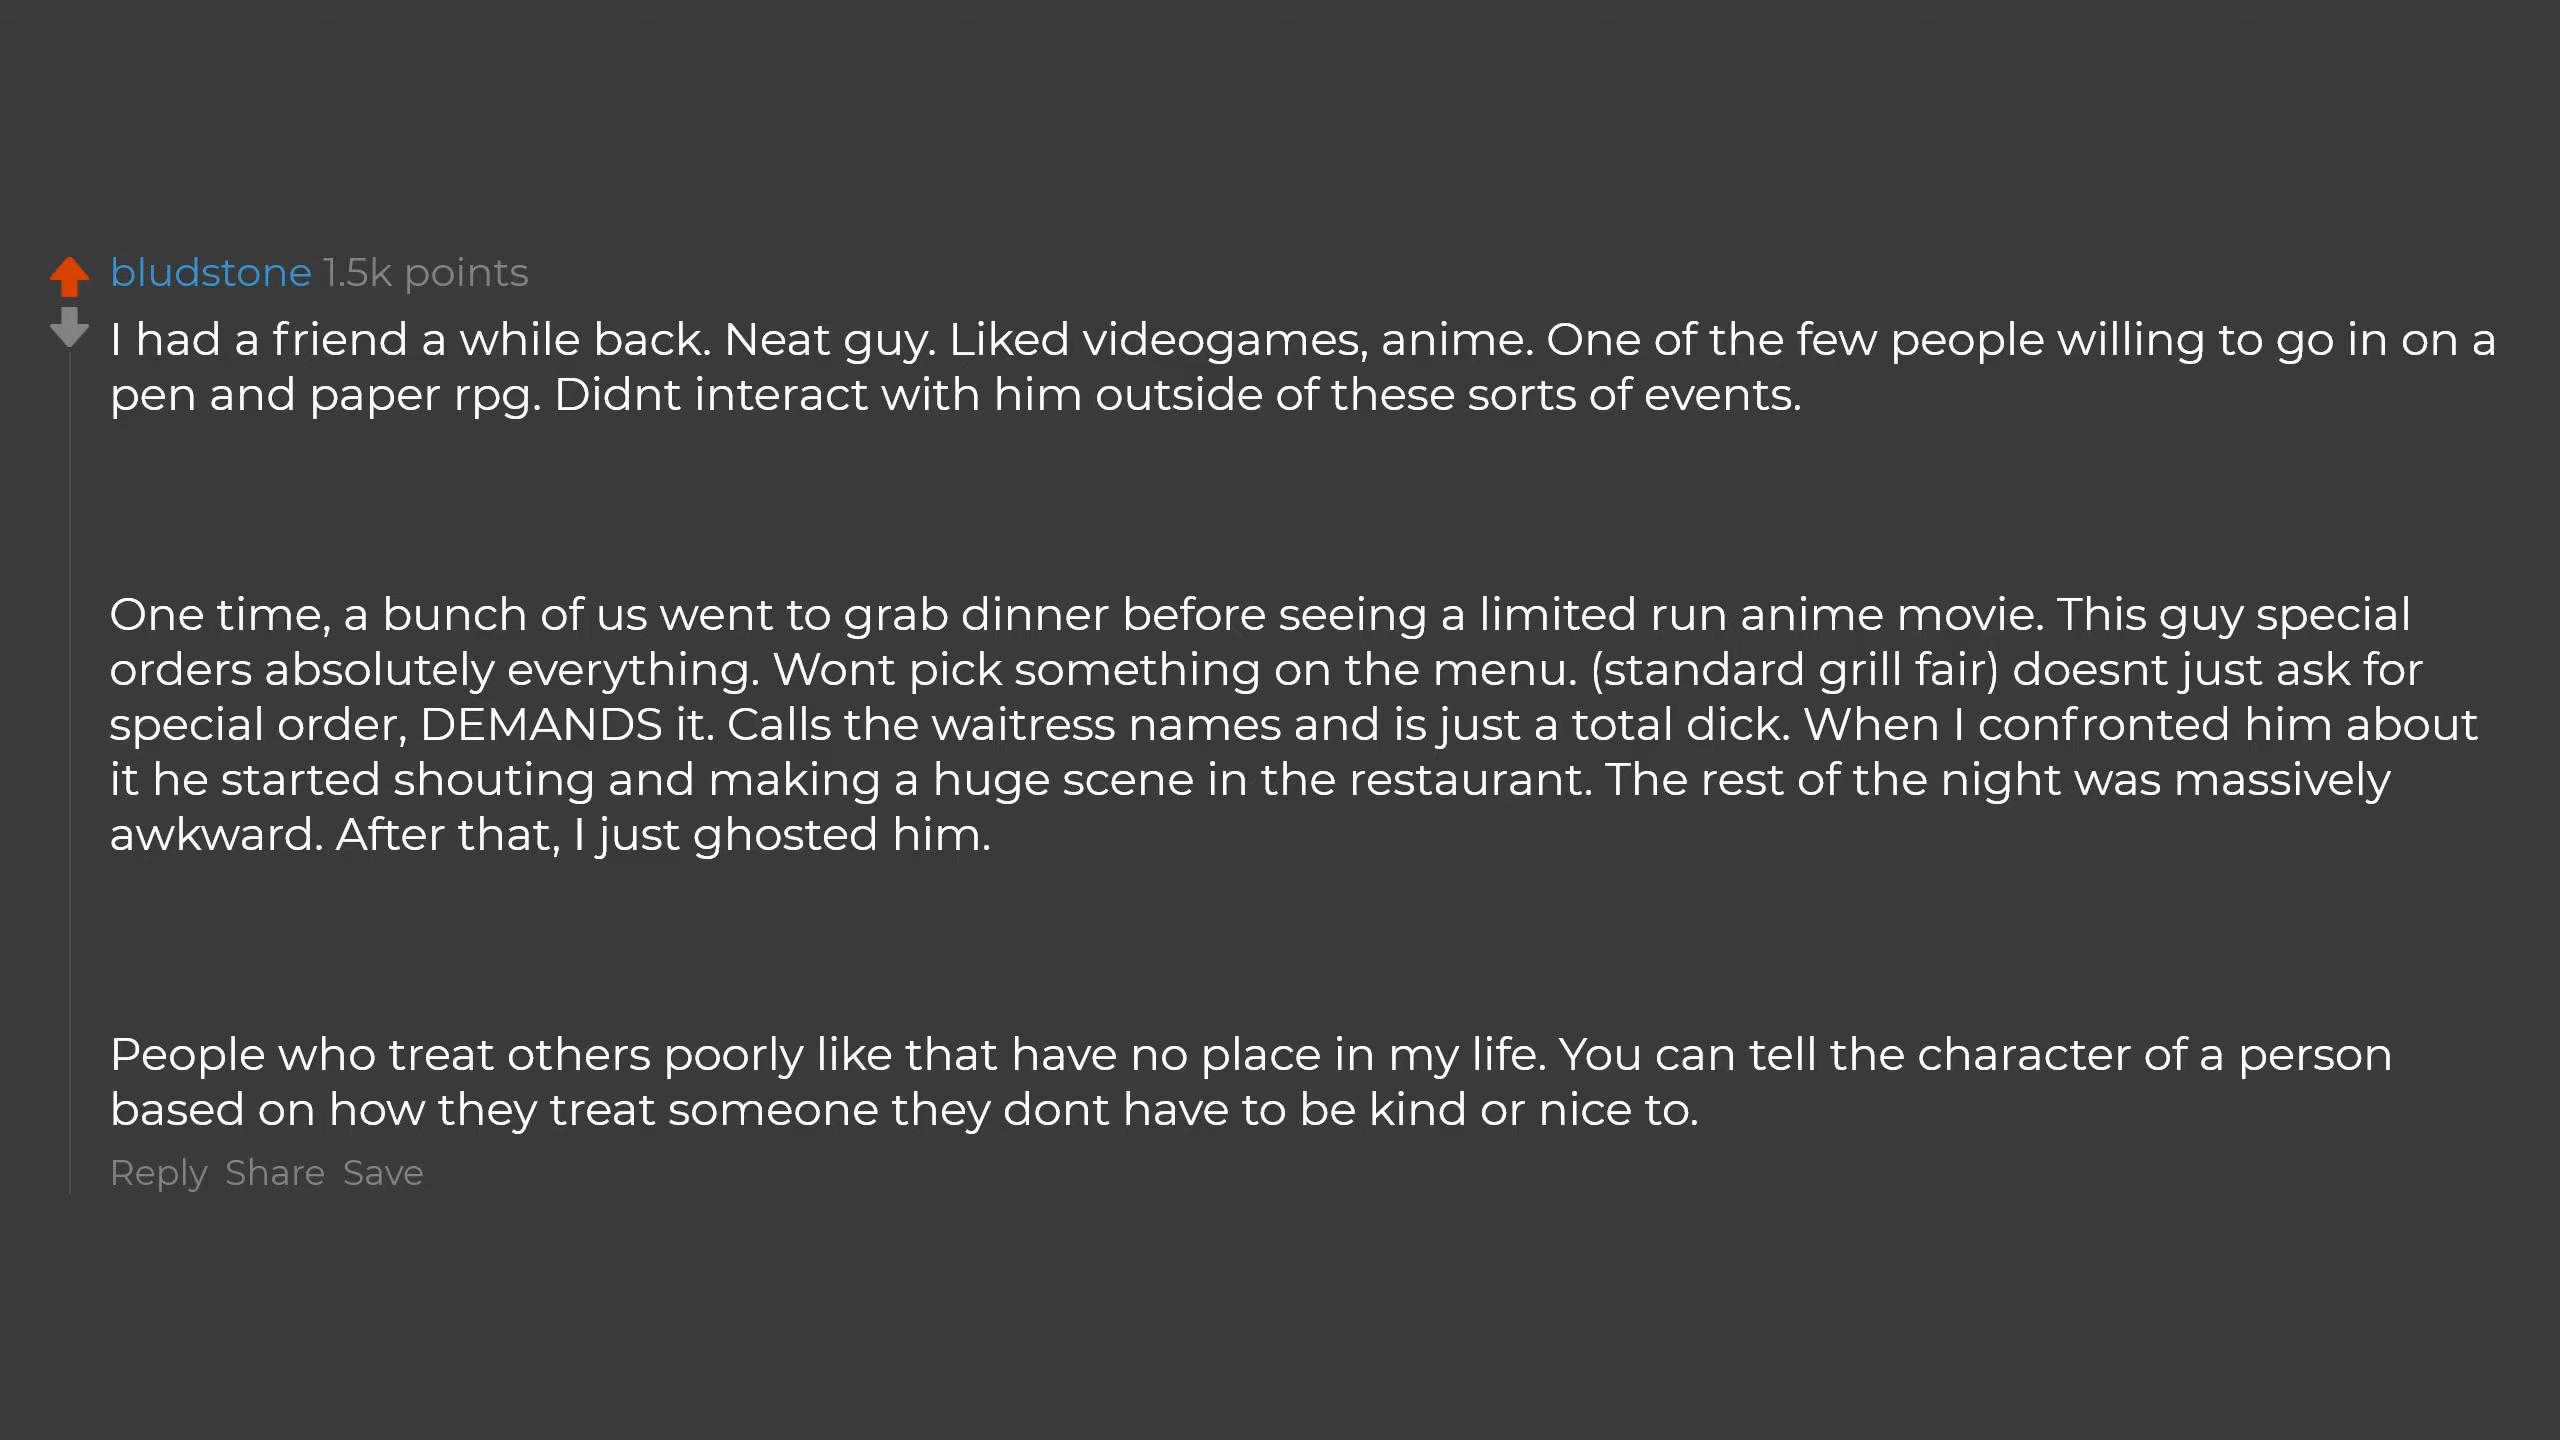 bludstone 1.5k points
I had a friend a while back. Neat guy. Liked videogames, anime. One of the few people willing to go in on a
pen and paper rpg. Didnt interact with him outside of these sorts of events.
One time, a bunch of us went to grab dinner before seeing a limited run anime movie. This guy special
orders absolutely everything. Wont pick something on the menu. (standard grill fair) doesnt just ask for
special order, DEMANDS it. Calls the waitress names and is just a total dick. When I confronted him about
it he started shouting and making a huge scene in the restaurant. The rest of the night was massively
awkward. After that, I just ghosted him.
People who treat others poorly like that have no place in my life. You can tell the character of a person
based on how they treat someone they dont have to be kind or nice to.
Reply Share Save